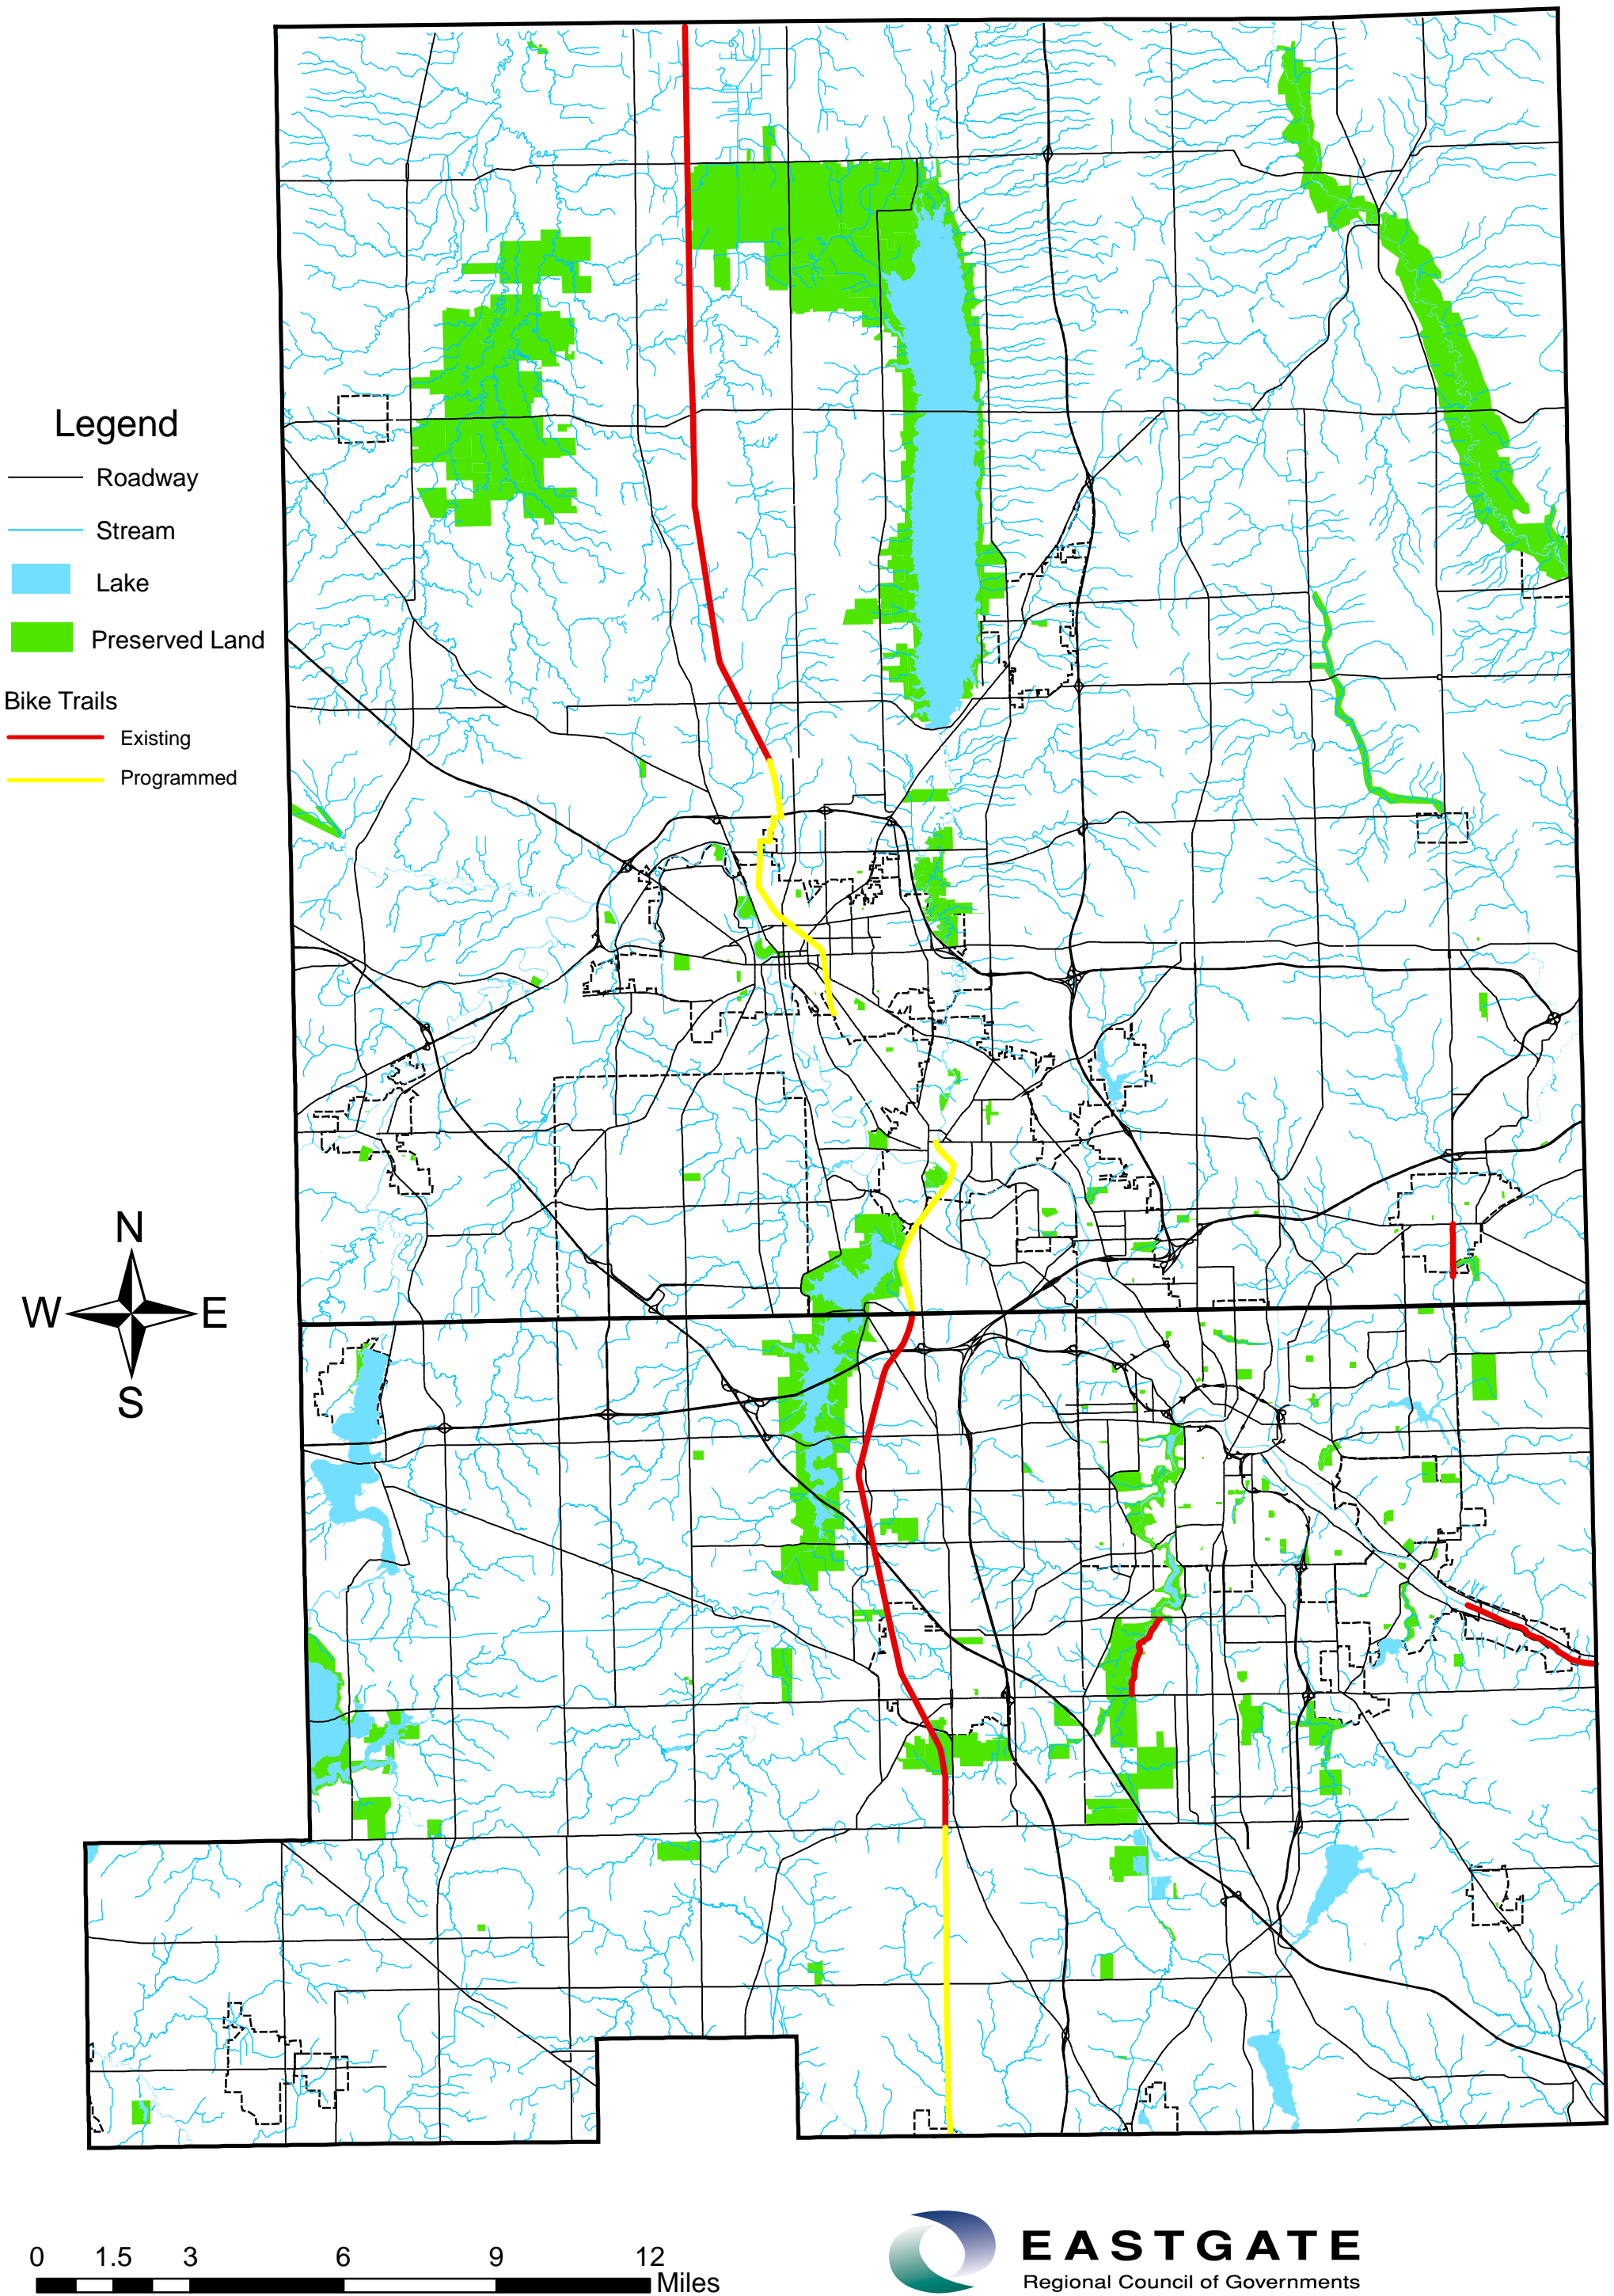 Legend
Roadway
Stream
Lake
Preserved Land
Bike Trails
Existing
Programmed
N
W E
S
0 1.5 3 6 9 12
Miles
EASTGATE
Regional Council of Governments